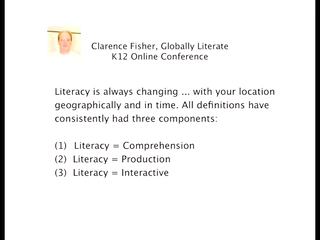 Clarence Fisher, Globally Literate
K12 Online Conference
Literacy is always changing ... with your location
geographically and in time. All definitions have
consistently had three components:
(1) Literacy = Comprehension
(2) Literacy = Production
(3) Literacy = Interactive